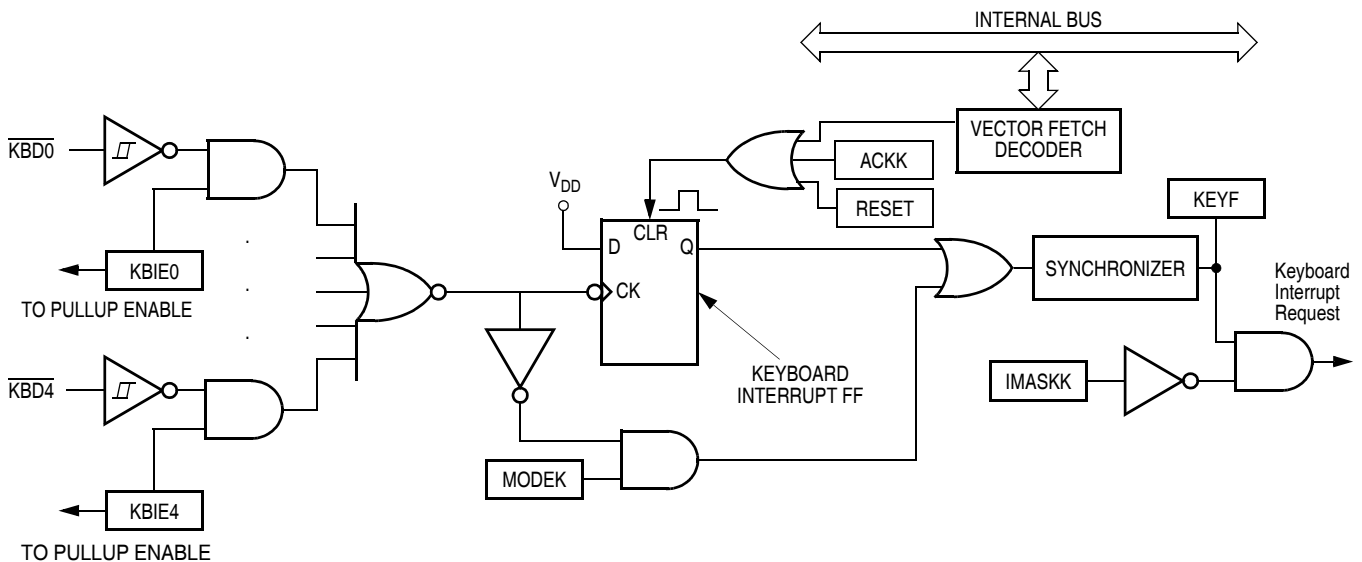 INTERNAL BUS
VECTOR FETCH
DECODER
ACKK
RESET
KBD0
KBIE0
TO PULLUP ENABLE
KBD4
KBIE4
TO PULLUP ENABLE
VDD
CLR
D
Q
CK
KEYBOARD
INTERRUPT FF
MODEK
SYNCHRONIZER
KEYF
IMASKK
Keyboard
Interrupt
Request